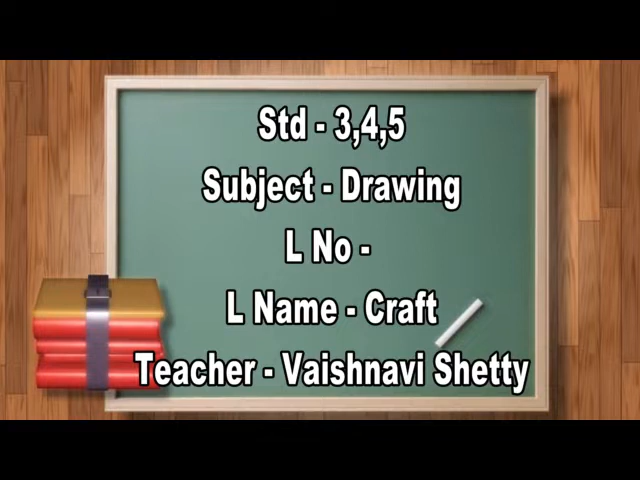 Std - 3,4,5
Subject - Drawing
L No -
L Name - Craft
Teacher - Vaishnavi Shetty